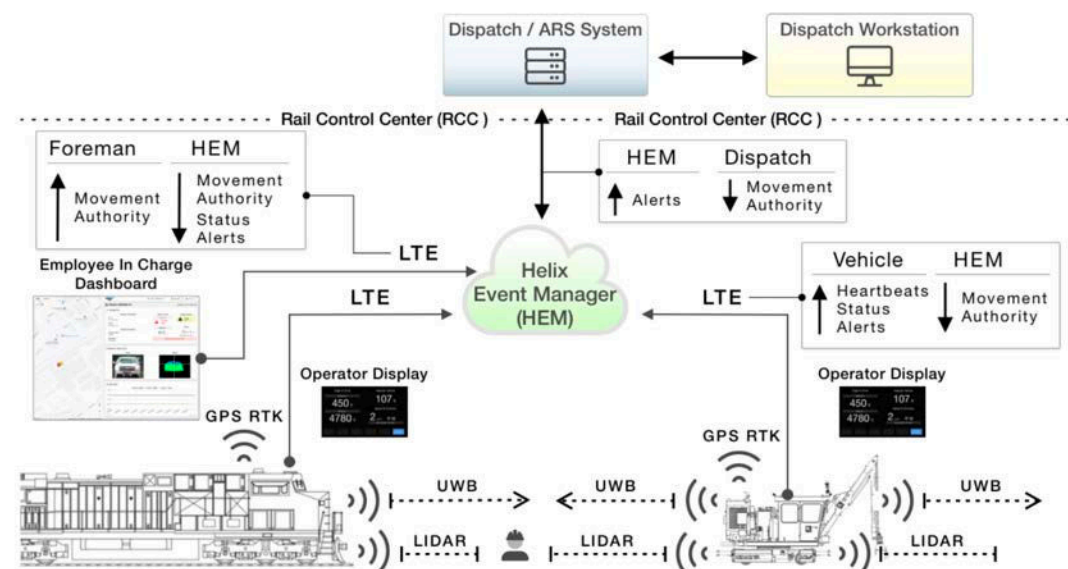 Dispatch / ARS System
Dispatch Workstation
Rail Control Center (RCC )
Rail Control Center (RCC )
Foreman
HEM
Movement
Authority
Movement
Authority
Status
Alerts
HEM
Dispatch
Alerts
Movement
Authority
LTE
Employee In Charge
Dashboard
LTE
Helix
Event Manager
(HEM)
LTE
Vehicle
HEM
Heartbeats
Status
Alerts
Movement
Authority
Operator Display
450
107
4780
2
Operator Display
450
107
4780
2
GPS RTK
GPS RTK
UWB
UWB
UWB
LIDAR
LIDAR
LIDAR